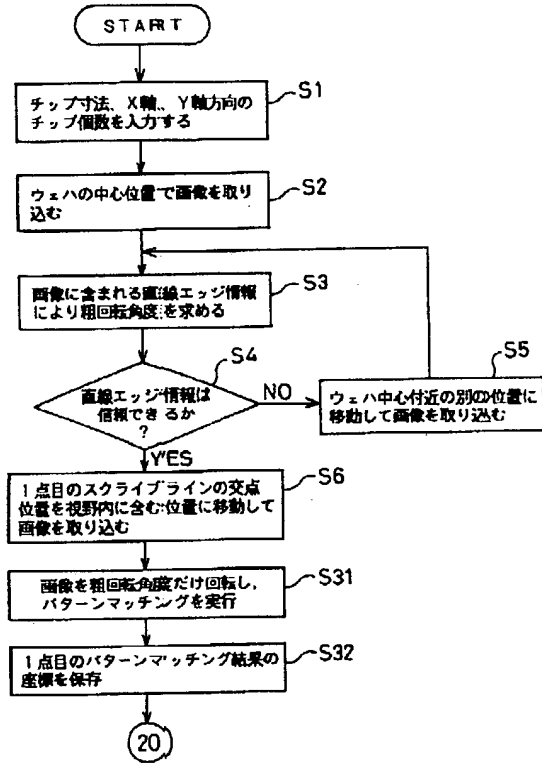 START
S1
チップ寸法、X軸、Y軸方向の
チップ個数を入力する
S2
ウェハの中心位置で画像を取り
込む
S3
画像に含まれる直線エッジ情報
により粗回転角度を求める
S4
直線エッジ情報は
信頼できるか
?
NO
S5
ウェハ中心付近の別の位置に
移動して画像を取り込む
YES
S6
1点目のスクライブラインの交点
位置を視野内に含む位置に移動して
画像を取り込む
S31
画像を粗回転角度だけ回転し、
パターンマッチングを実行
S32
1点目のパターンマッチング結果の
座標を保存
20